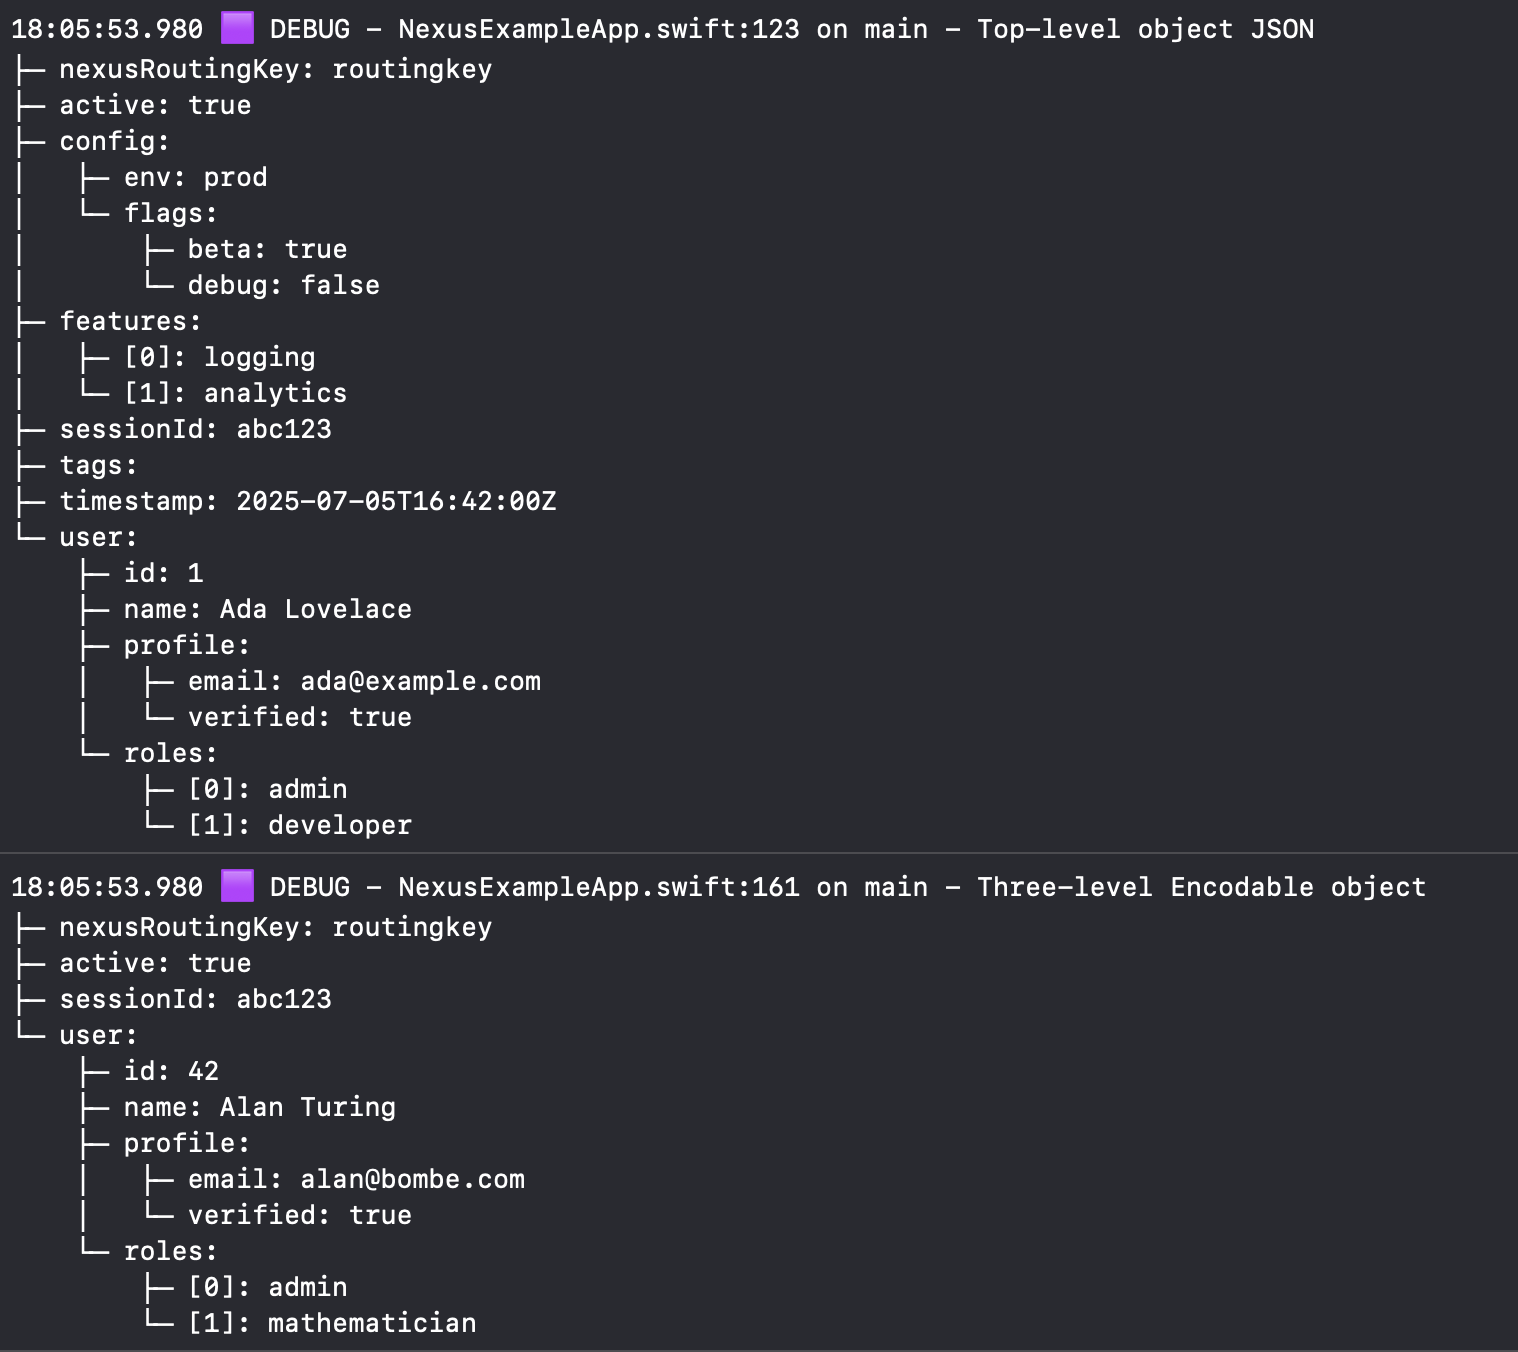 18:05:53.980 🟪 DEBUG – NexusExampleApp.swift:123 on main – Top-level object JSON
├─ nexusRoutingKey: routingkey
├─ active: true
├─ config:
│   ├─ env: prod
│   └─ flags:
│       ├─ beta: true
│       └─ debug: false
├─ features:
│   ├─ [0]: logging
│   └─ [1]: analytics
├─ sessionId: abc123
├─ tags:
├─ timestamp: 2025-07-05T16:42:00Z
└─ user:
    ├─ id: 1
    ├─ name: Ada Lovelace
    ├─ profile:
    │   ├─ email: ada@example.com
    │   └─ verified: true
    └─ roles:
        ├─ [0]: admin
        └─ [1]: developer
18:05:53.980 🟪 DEBUG – NexusExampleApp.swift:161 on main – Three-level Encodable object
├─ nexusRoutingKey: routingkey
├─ active: true
├─ sessionId: abc123
└─ user:
    ├─ id: 42
    ├─ name: Alan Turing
    ├─ profile:
    │   ├─ email: alan@bombe.com
    │   └─ verified: true
    └─ roles:
        ├─ [0]: admin
        └─ [1]: mathematician